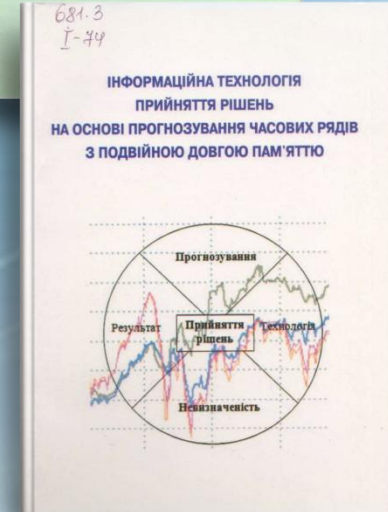 681.3
І-74
ІНФОРМАЦІЙНА ТЕХНОЛОГІЯ
ПРИЙНЯТТЯ РІШЕНЬ
НА ОСНОВІ ПРОГНОЗУВАННЯ ЧАСОВИХ РЯДІВ
З ПОДВІЙНОЮ ДОВГОЮ ПАМ'ЯТТЮ
Прогнозування
Результат
Прийняття
рішень
Технологія
Невизначеність